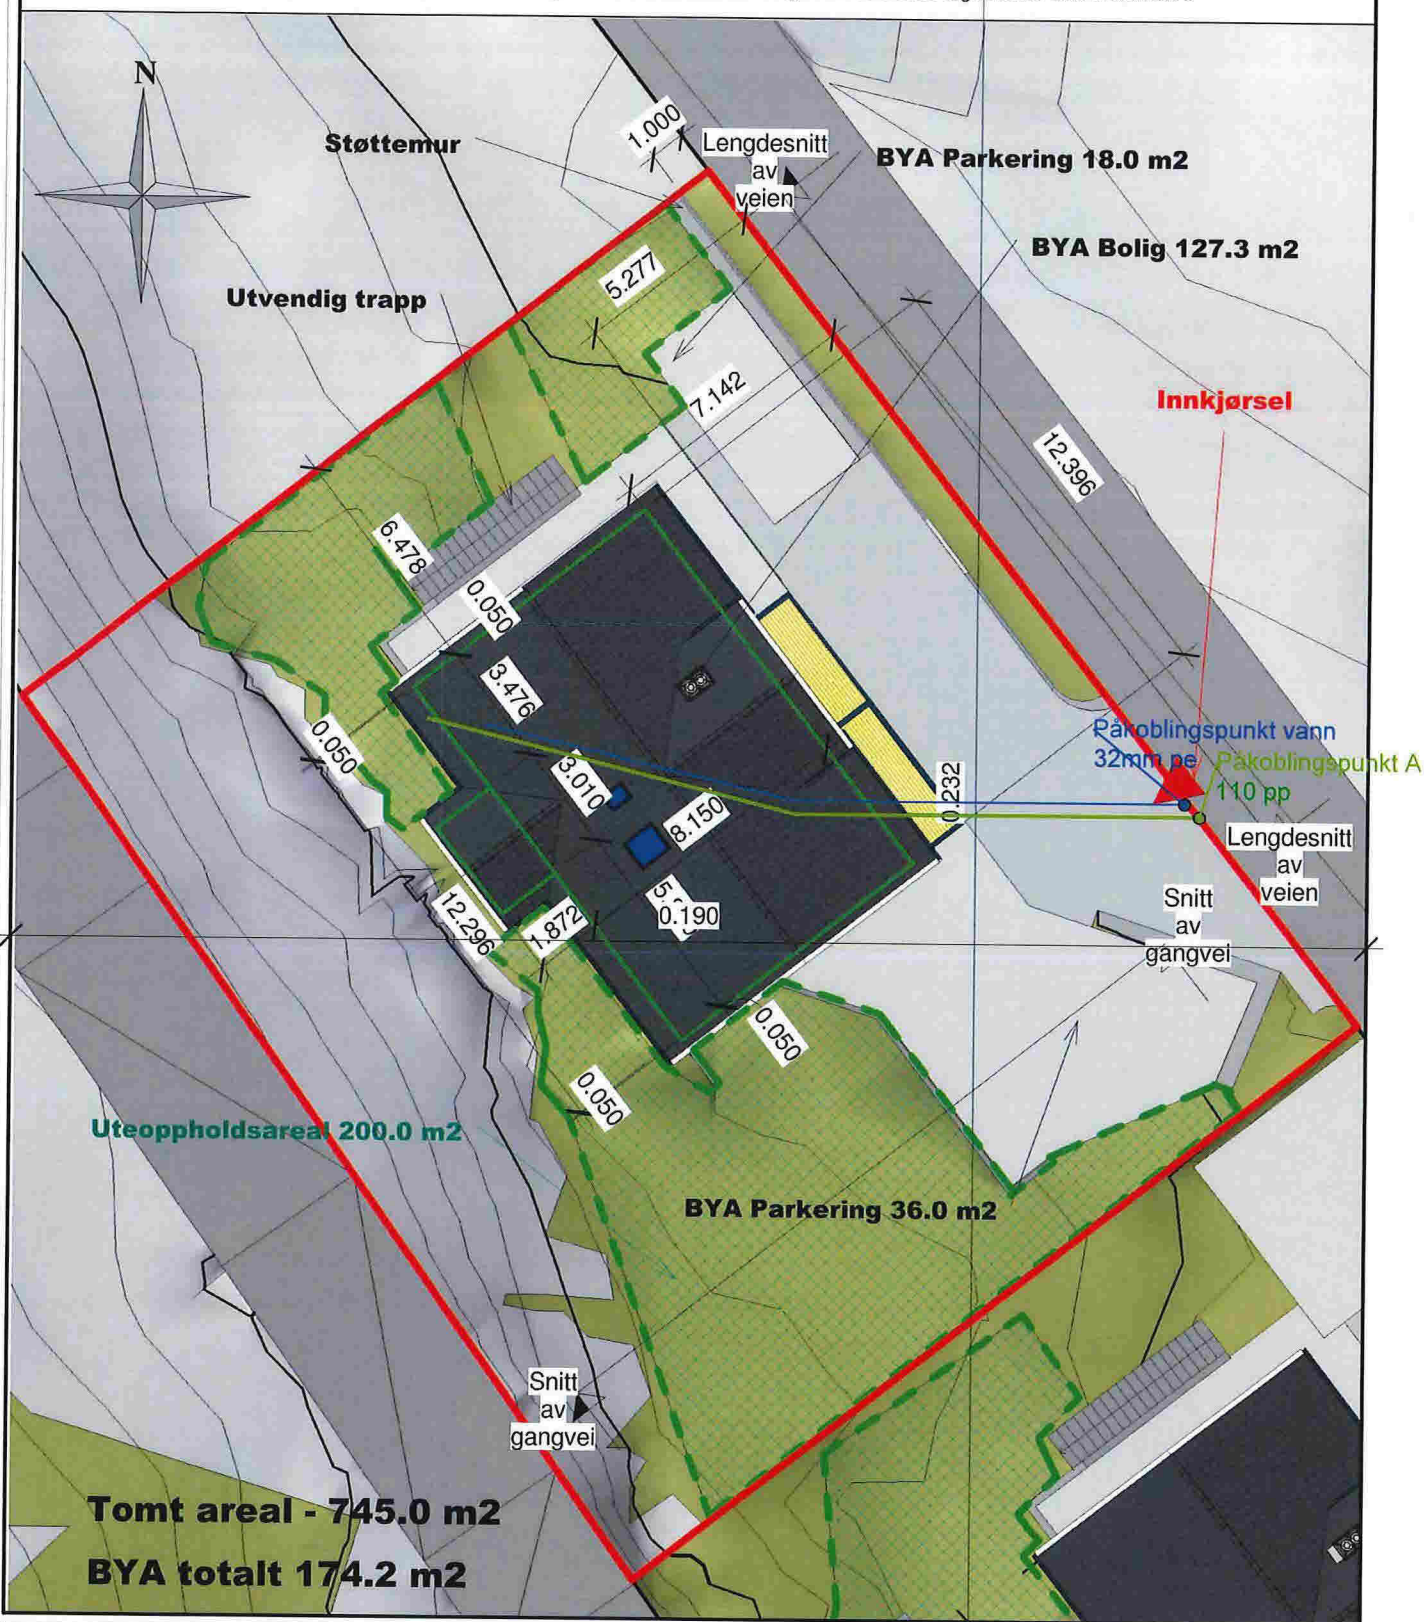 N
Støttemur
1.000
Lengdesnitt
av
veien
BYA Parkering 18.0 m2
BYA Bolig 127.3 m2
Utvendig trapp
5.277
7.142
Innkjørsel
12.396
6.478
0.050
3.476
0.050
3.010
8.150
0.232
Påkoblingspunkt vann
32mm pe
Påkoblingspunkt A
110 pp
Lengdesnitt
av
veien
Snitt
av
gangvei
12.296
1.872
0.190
0.050
0.050
Uteoppholdsareal 200.0 m2
BYA Parkering 36.0 m2
Snitt
av
gangvei
Tomt areal - 745.0 m2
BYA totalt 174.2 m2